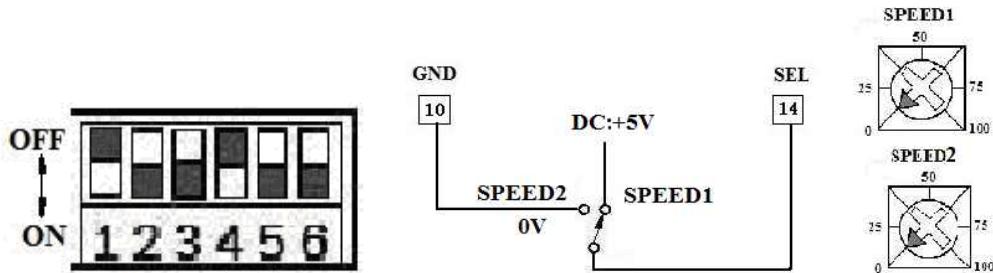 OFF
ON
1 2 3 4 5 6
GND
10
SEL
14
DC:+5V
SPEED2
SPEED1
0V
SPEED1
50
25
75
0
100
SPEED2
50
25
75
0
100